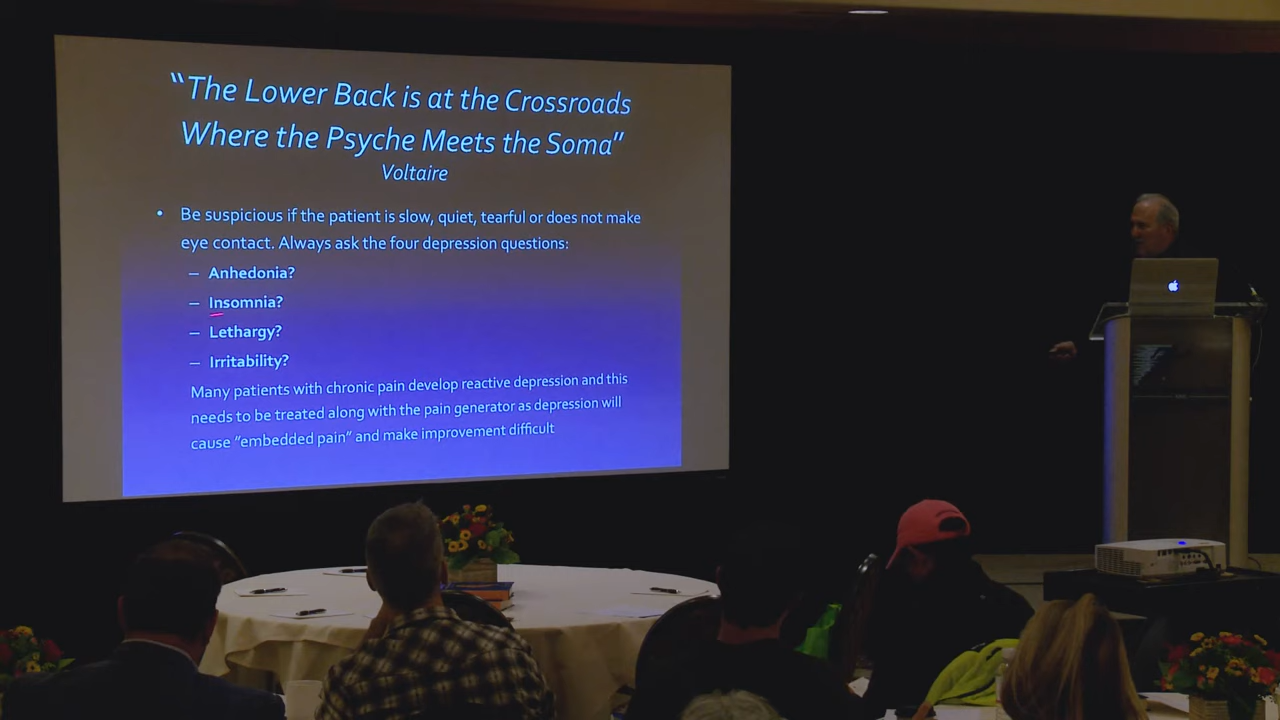 “The Lower Back is at the Crossroads
Where the Psyche Meets the Soma”
Voltaire
• Be suspicious if the patient is slow, quiet, tearful or does not make
eye contact. Always ask the four depression questions:
– Anhedonia?
– Insomnia?
– Lethargy?
– Irritability?
Many patients with chronic pain develop reactive depression and this
needs to be treated along with the pain generator as depression will
cause “embedded pain” and make improvement difficult